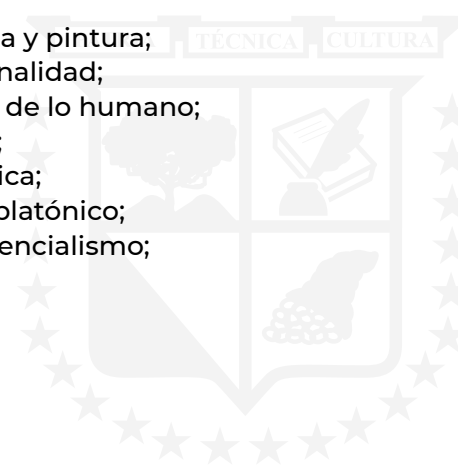 a y pintura;
TÉCNICA CULTURA
nalidad;
de lo humano;
;
ica;
platónico;
encialismo;